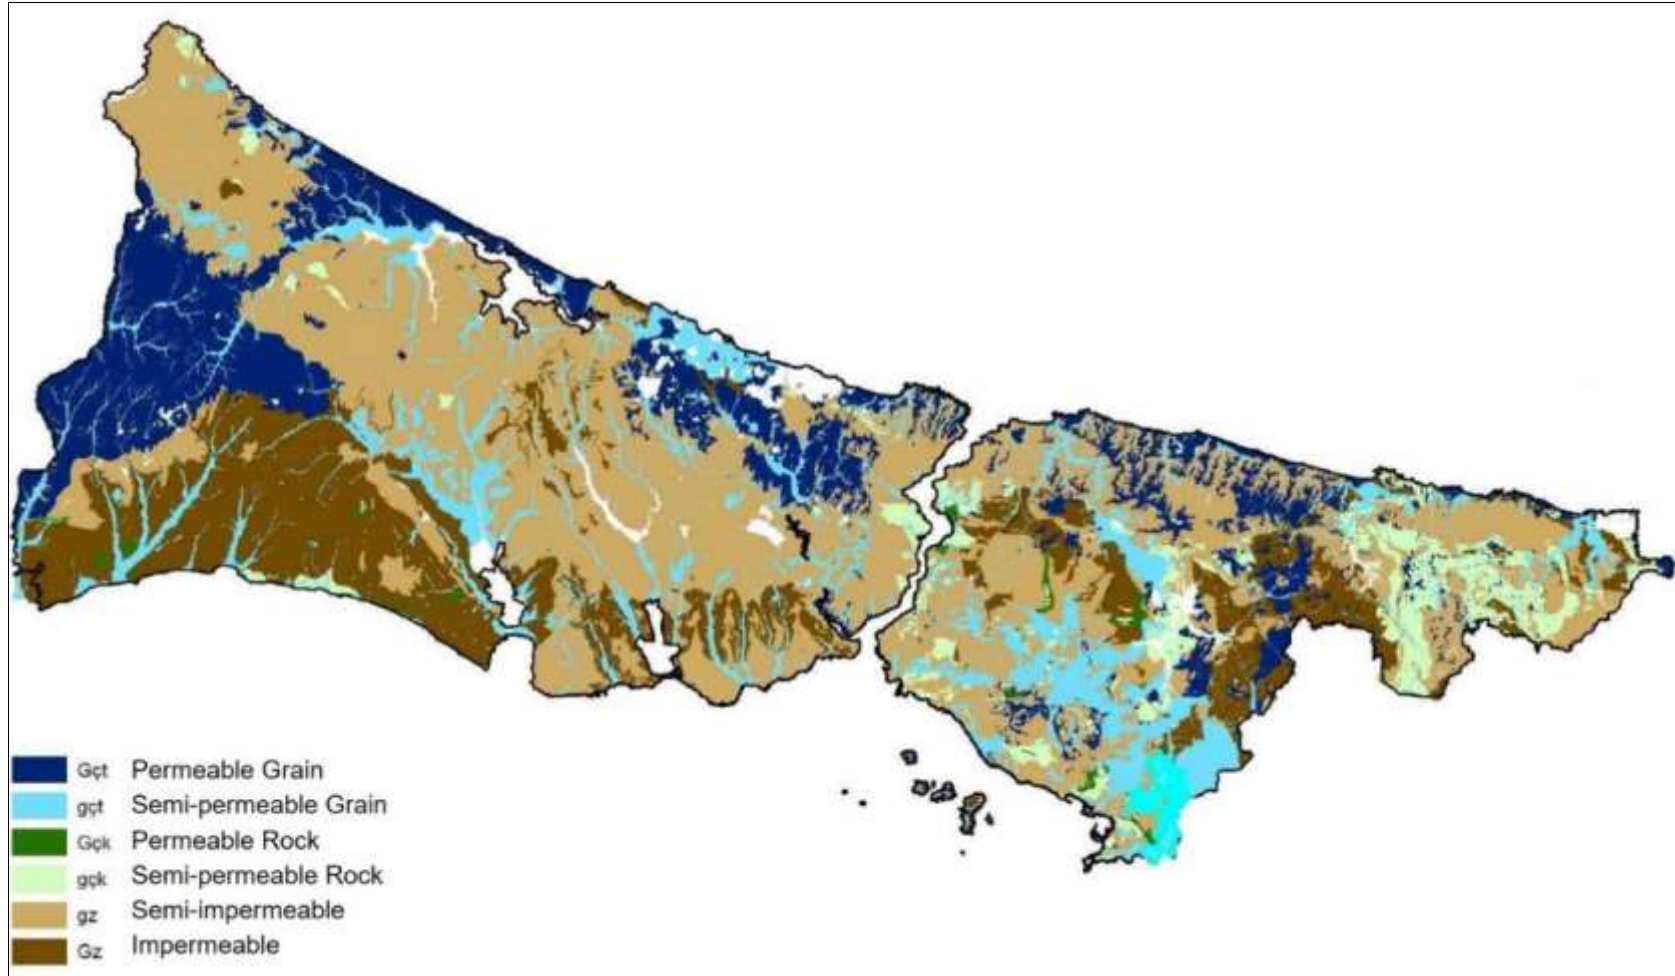 Gçt Permeable Grain
gçt Semi-permeable Grain
Gçk Permeable Rock
gçk Semi-permeable Rock
gz Semi-impermeable
Gz Impermeable